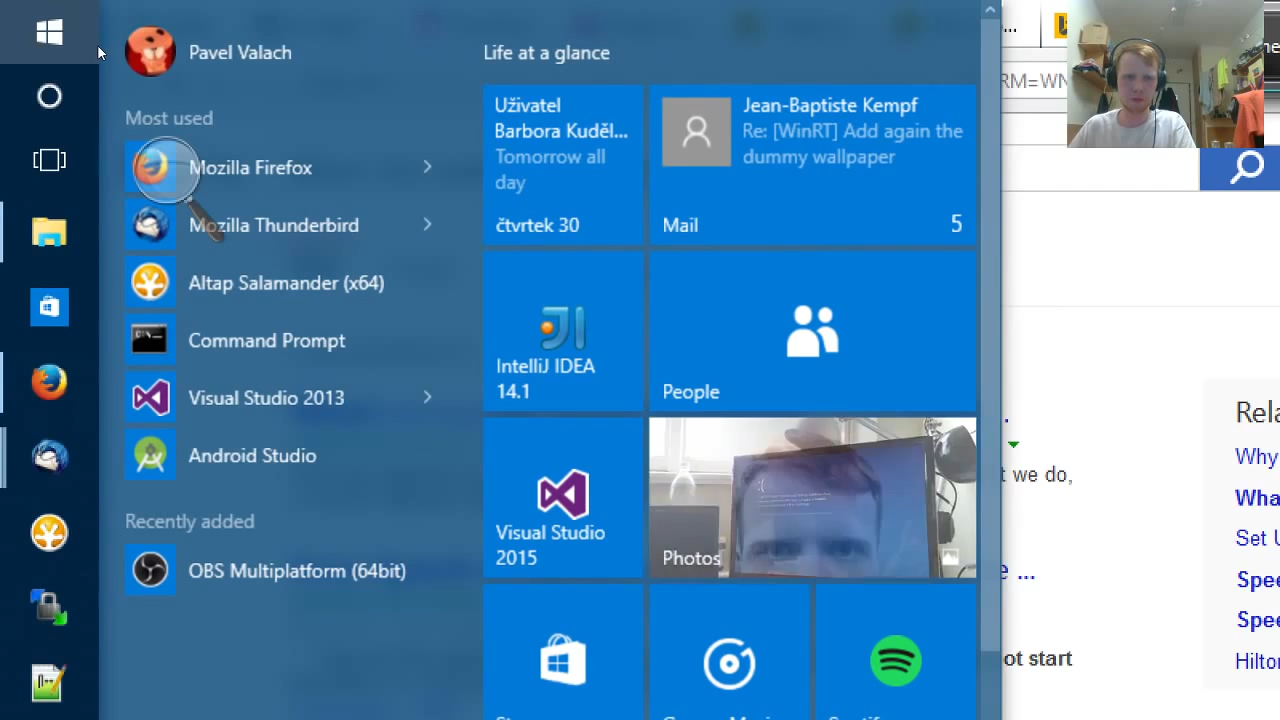 Pavel Valach
Most used
Mozilla Firefox
Mozilla Thunderbird
Altap Salamander (x64)
Command Prompt
Visual Studio 2013
Android Studio
Recently added
OBS Multiplatform (64bit)
Life at a glance
Uživatel
Barbora Kuděl...
Tomorrow all
day
čtvrtek 30
Jean-Baptiste Kempf
Re: [WinRT] Add again the
dummy wallpaper
Mail 5
IntelliJ IDEA
14.1
People
Visual Studio
2015
Photos
...
RM=WN
Rela
t we do,
Why
Wha
Set U
e ...
Spee
Spee
ot start
Hilto